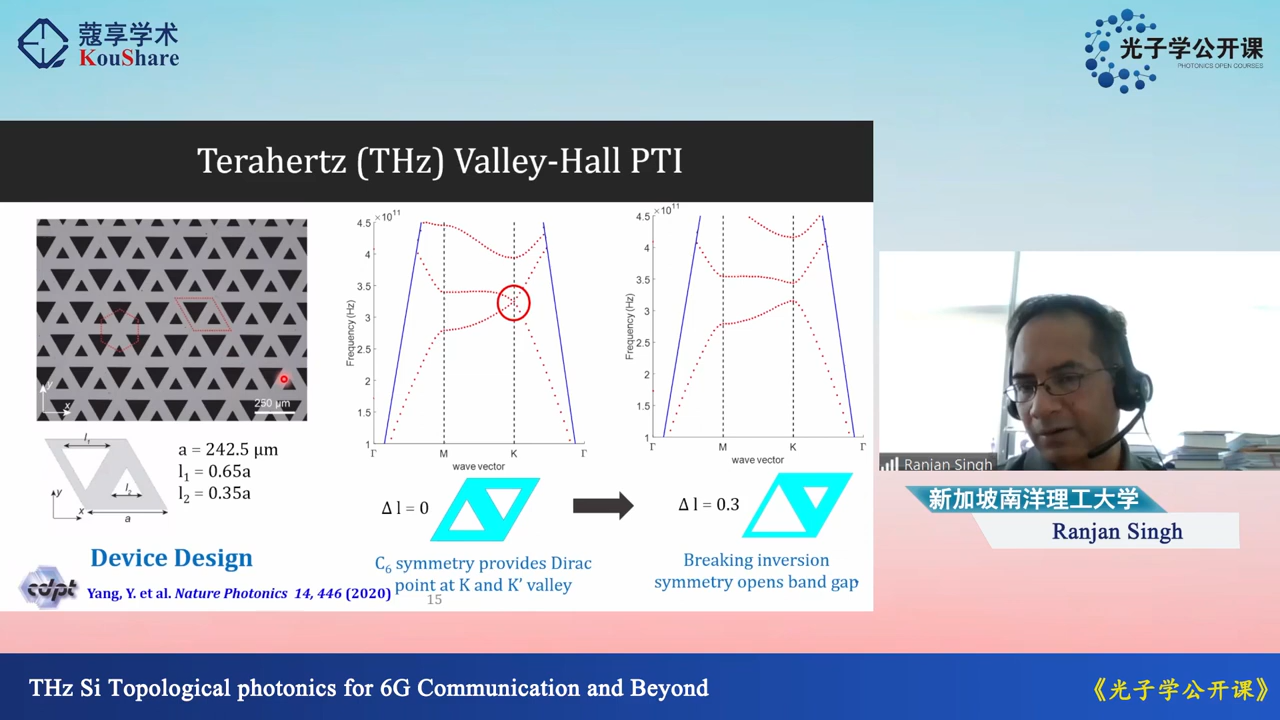 蔻享学术
KouShare
光子学公开课
PHOTONICS OPEN COURSES
Terahertz (THz) Valley-Hall PTI
250 μm
y
x
l₁
l₂
y
x
a
a = 242.5 μm
l₁ = 0.65a
l₂ = 0.35a
Device Design
×10¹¹
4.5
4
3.5
3
2.5
2
1.5
1
Frequency (Hz)
Γ M K Γ
wave vector
Δ l = 0
C₆ symmetry provides Dirac
point at K and K’ valley
×10¹¹
4.5
4
3.5
3
2.5
2
1.5
1
Frequency (Hz)
Γ M K Γ
wave vector
Δ l = 0.3
Breaking inversion
symmetry opens band gap
cdpt
Yang, Y. et al. Nature Photonics 14, 446 (2020)
15
Ranjan Singh
新加坡南洋理工大学
Ranjan Singh
THz Si Topological photonics for 6G Communication and Beyond
《光子学公开课》